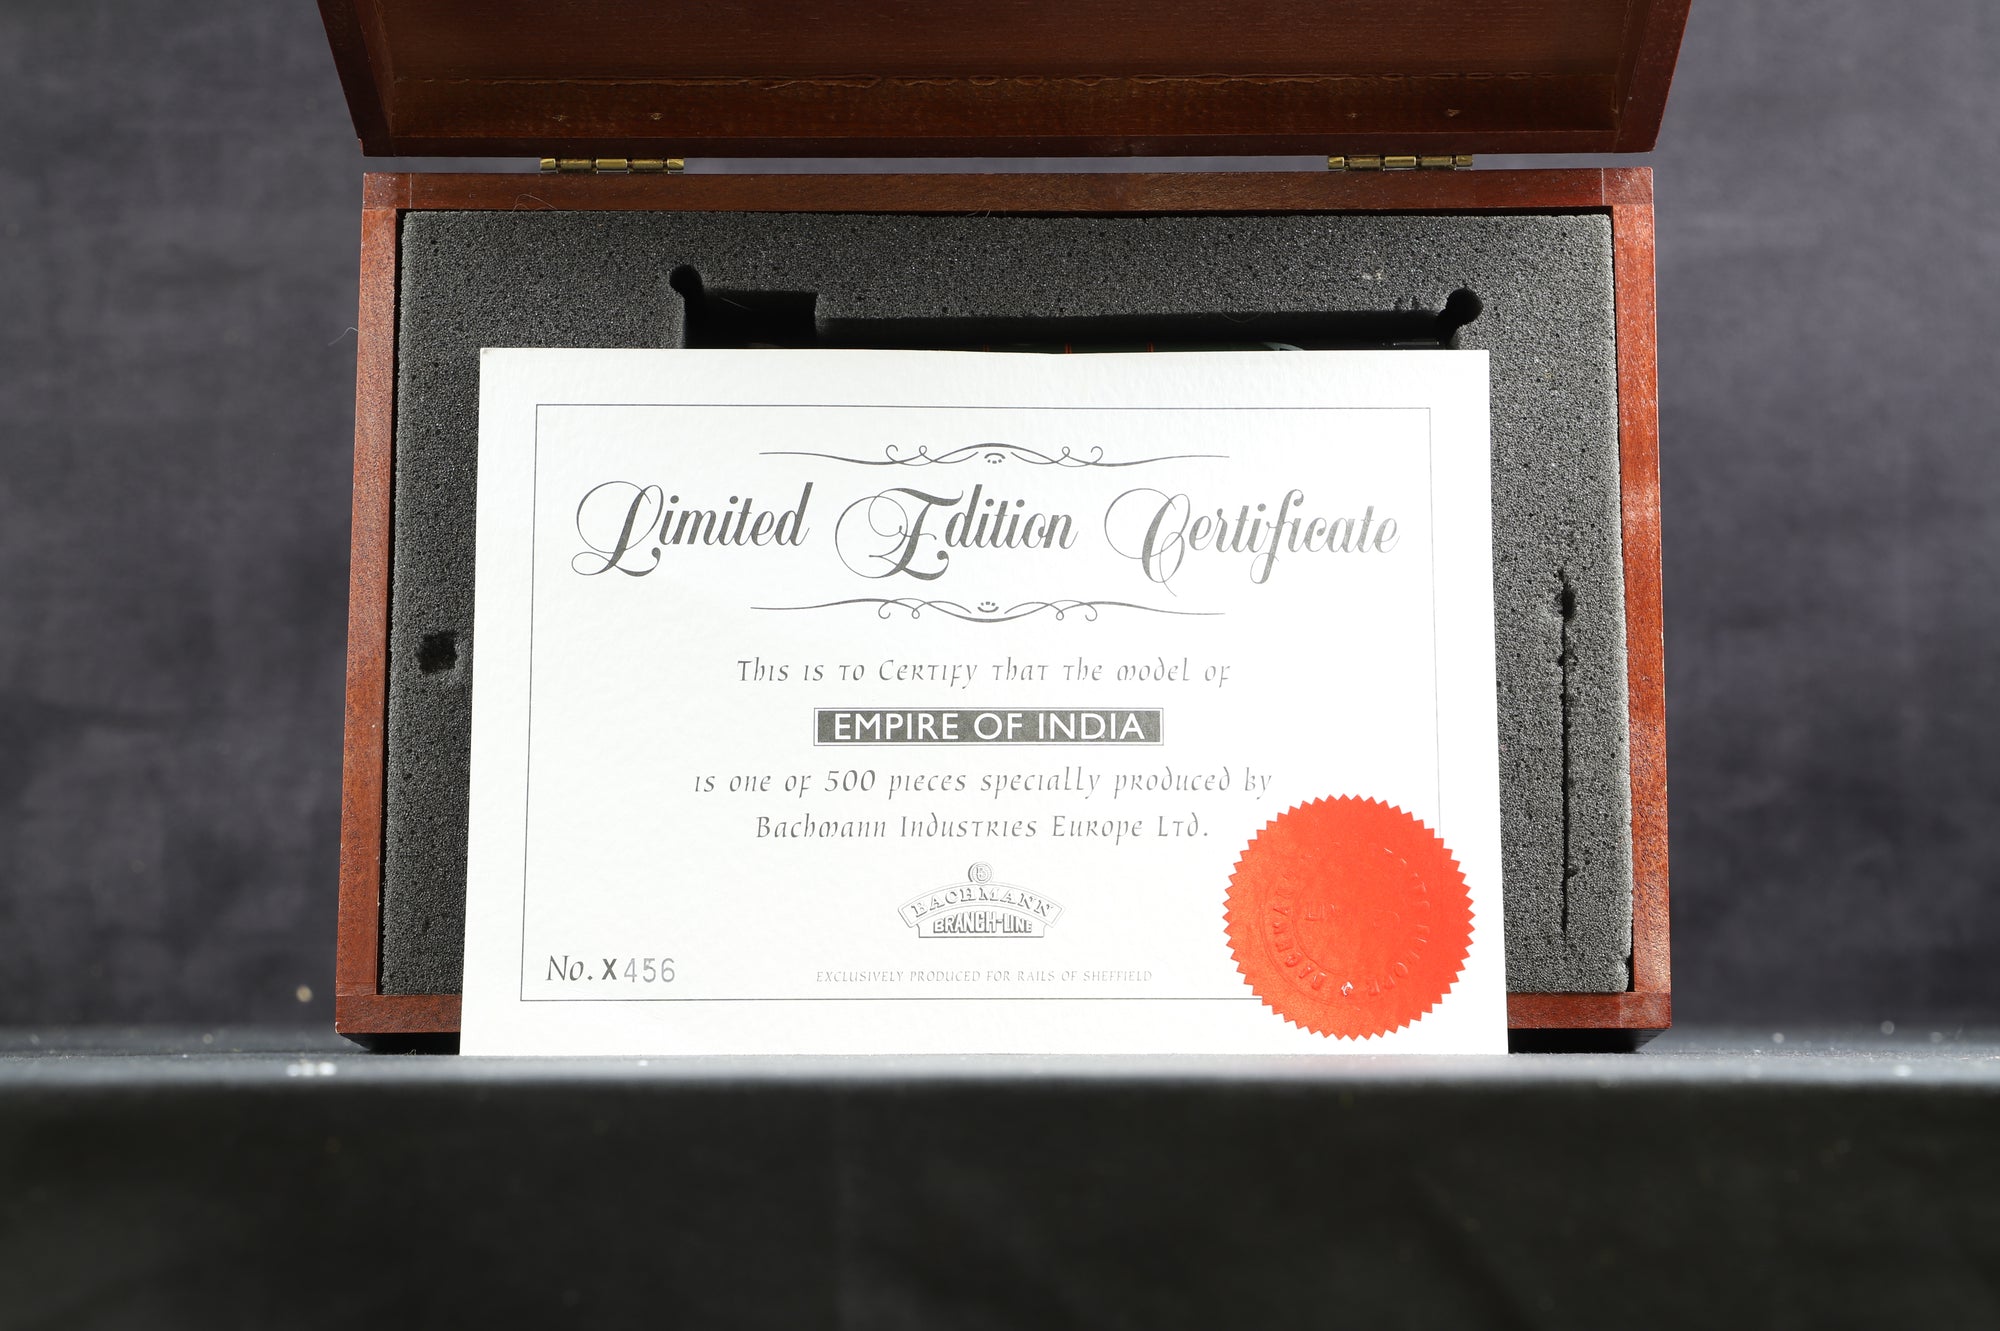 Limited Edition Certificate
This is to Certify that the model of
EMPIRE OF INDIA
is one of 500 pieces specially produced by
Bachmann Industries Europe Ltd.
BACHMANN
BRANCH-LINE
No. X456
EXCLUSIVELY PRODUCED FOR RAILS OF SHEFFIELD
BACHMANN